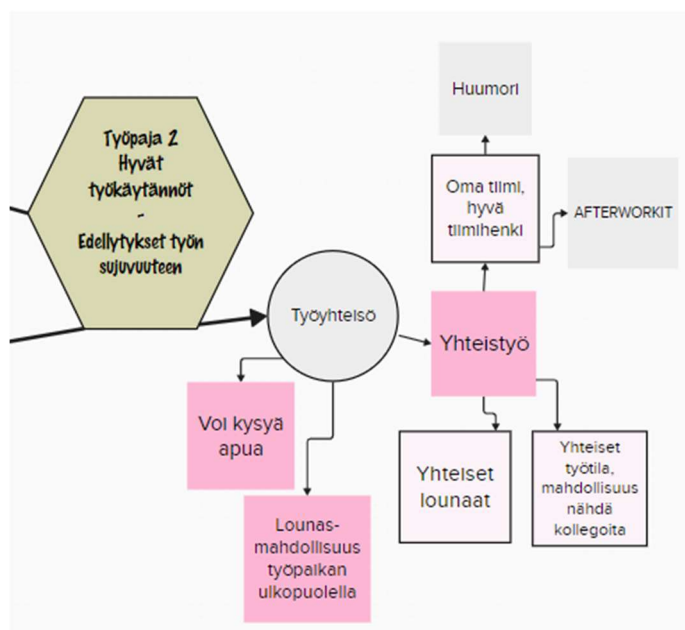 Työpaja 2
Hyvät
työkäytännöt
-
Edellytykset työn
sujuvuuteen
Työyhteisö
Voi kysyä
apua
Lounas-
mahdollisuus
työpaikan
ulkopuolella
Yhteistyö
Oma tiimi,
hyvä
tiimihenki
Huumori
AFTERWORKIT
Yhteiset
lounaat
Yhteiset
työtila,
mahdollisuus
nähdä
kollegoita